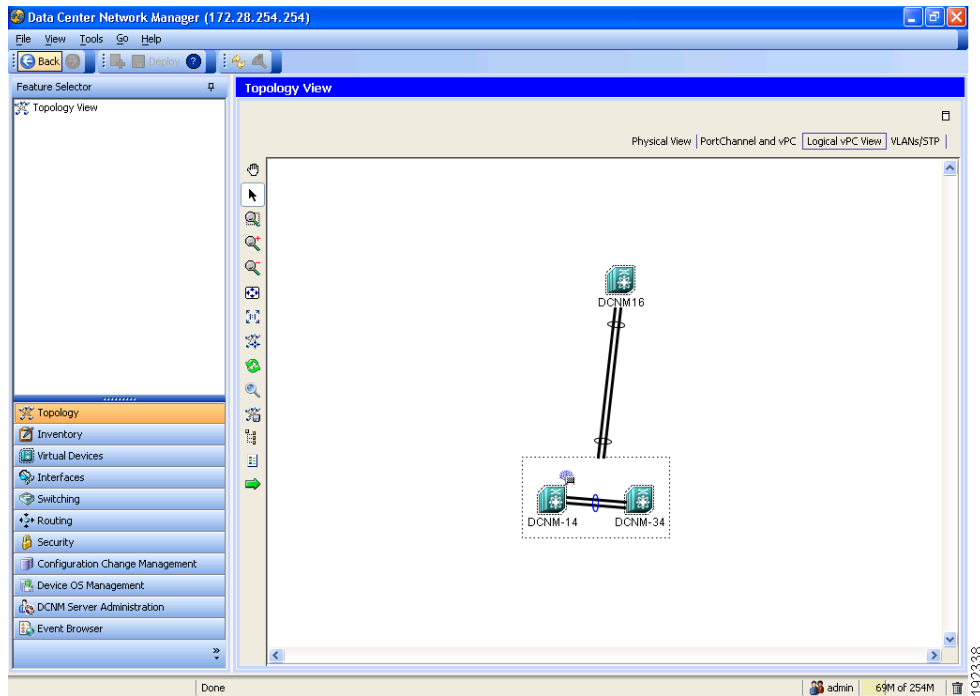 Data Center Network Manager (172.28.254.254)
File View Tools Go Help
Back Deploy ?
Feature Selector
Topology View
Topology View
Physical View | PortChannel and vPC Logical vPC View VLANs/STP |
DCNM16
DCNM-14 DCNM-34
Topology
Inventory
Virtual Devices
Interfaces
Switching
Routing
Security
Configuration Change Management
Device OS Management
DCNM Server Administration
Event Browser
»
Done admin 69M of 254M
192338